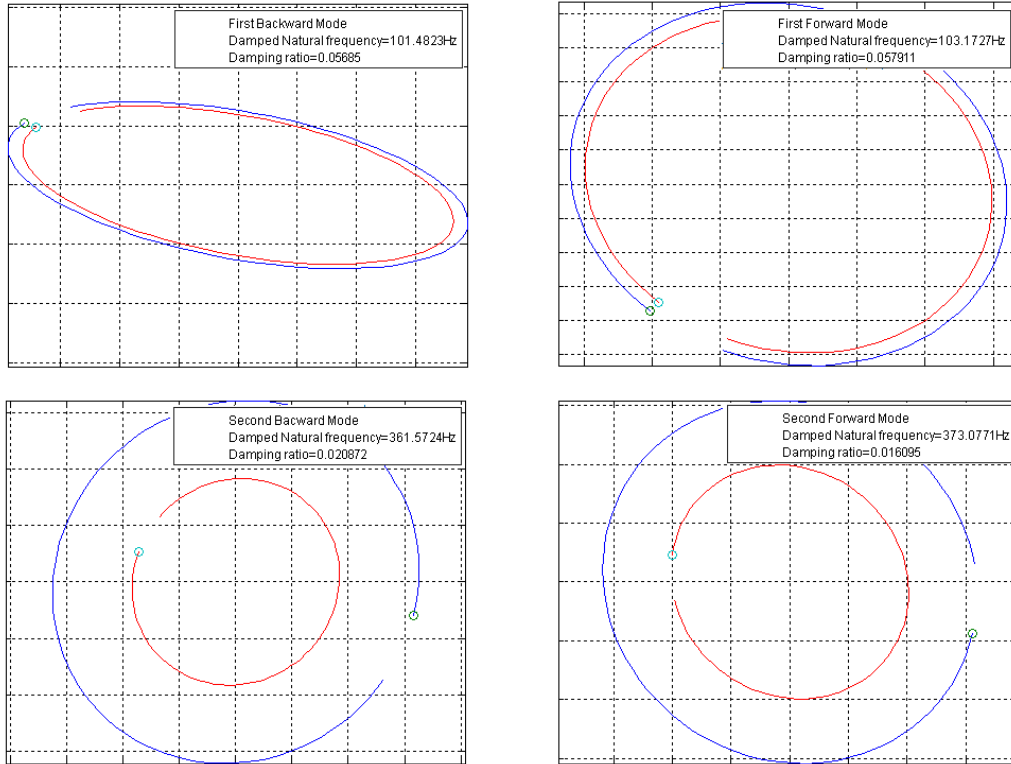 First Backward Mode
Damped Natural frequency=101.4823Hz
Damping ratio=0.05685
First Forward Mode
Damped Natural frequency=103.1727Hz
Damping ratio=0.057911
Second Bacward Mode
Damped Natural frequency=361.5724Hz
Damping ratio=0.020872
Second Forward Mode
Damped Natural frequency=373.0771Hz
Damping ratio=0.016095